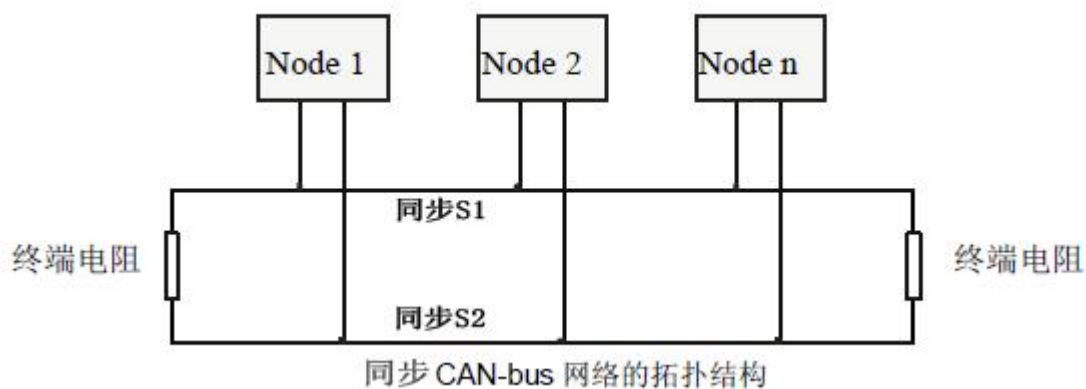 Node 1
Node 2
Node n
同步S1
终端电阻
终端电阻
同步S2
同步 CAN-bus 网络的拓扑结构